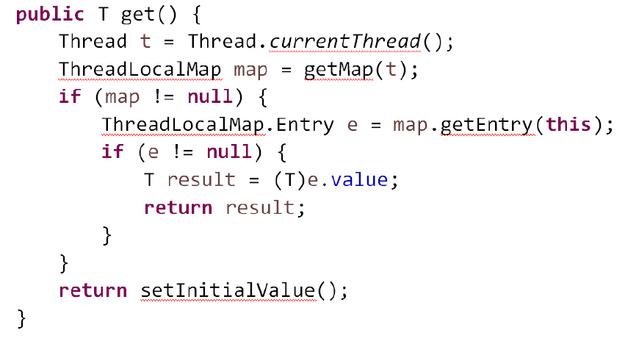 public T get() {
    Thread t = Thread.currentThread();
    ThreadLocalMap map = getMap(t);
    if (map != null) {
        ThreadLocalMap.Entry e = map.getEntry(this);
        if (e != null) {
            T result = (T)e.value;
            return result;
        }
    }
    return setInitialValue();
}